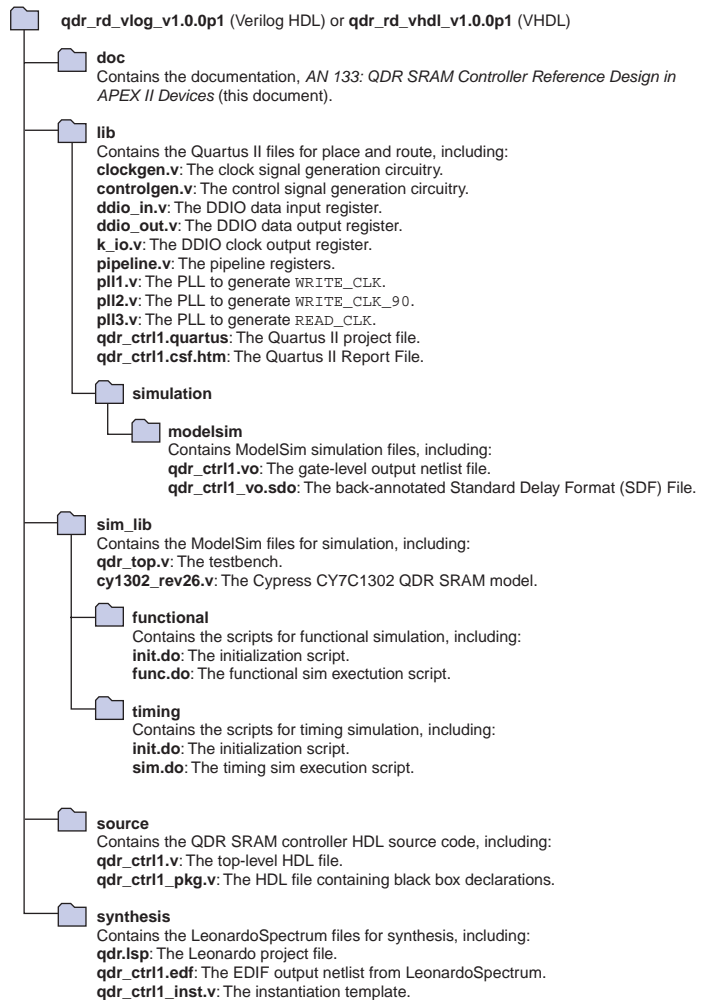 qdr_rd_vlog_v1.0.0p1 (Verilog HDL) or qdr_rd_vhdl_v1.0.0p1 (VHDL)
doc
Contains the documentation, AN 133: QDR SRAM Controller Reference Design in
APEX II Devices (this document).
lib
Contains the Quartus II files for place and route, including:
clockgen.v: The clock signal generation circuitry.
controlgen.v: The control signal generation circuitry.
ddio_in.v: The DDIO data input register.
ddio_out.v: The DDIO data output register.
k_io.v: The DDIO clock output register.
pipeline.v: The pipeline registers.
pll1.v: The PLL to generate WRITE_CLK.
pll2.v: The PLL to generate WRITE_CLK_90.
pll3.v: The PLL to generate READ_CLK.
qdr_ctrl1.quartus: The Quartus II project file.
qdr_ctrl1.csf.htm: The Quartus II Report File.
simulation
modelsim
Contains ModelSim simulation files, including:
qdr_ctrl1.vo: The gate-level output netlist file.
qdr_ctrl1_vo.sdo: The back-annotated Standard Delay Format (SDF) File.
sim_lib
Contains the ModelSim files for simulation, including:
qdr_top.v: The testbench.
cy1302_rev26.v: The Cypress CY7C1302 QDR SRAM model.
functional
Contains the scripts for functional simulation, including:
init.do: The initialization script.
func.do: The functional sim exectution script.
timing
Contains the scripts for timing simulation, including:
init.do: The initialization script.
sim.do: The timing sim execution script.
source
Contains the QDR SRAM controller HDL source code, including:
qdr_ctrl1.v: The top-level HDL file.
qdr_ctrl1_pkg.v: The HDL file containing black box declarations.
synthesis
Contains the LeonardoSpectrum files for synthesis, including:
qdr.lsp: The Leonardo project file.
qdr_ctrl1.edf: The EDIF output netlist from LeonardoSpectrum.
qdr_ctrl1_inst.v: The instantiation template.